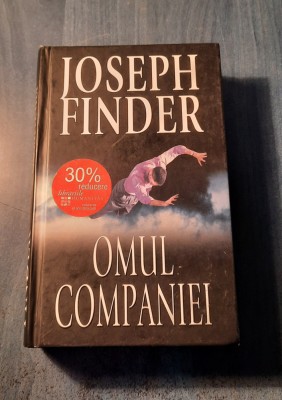 JOSEPH
FINDER
30%
reducere
OMUL
COMPANIEI